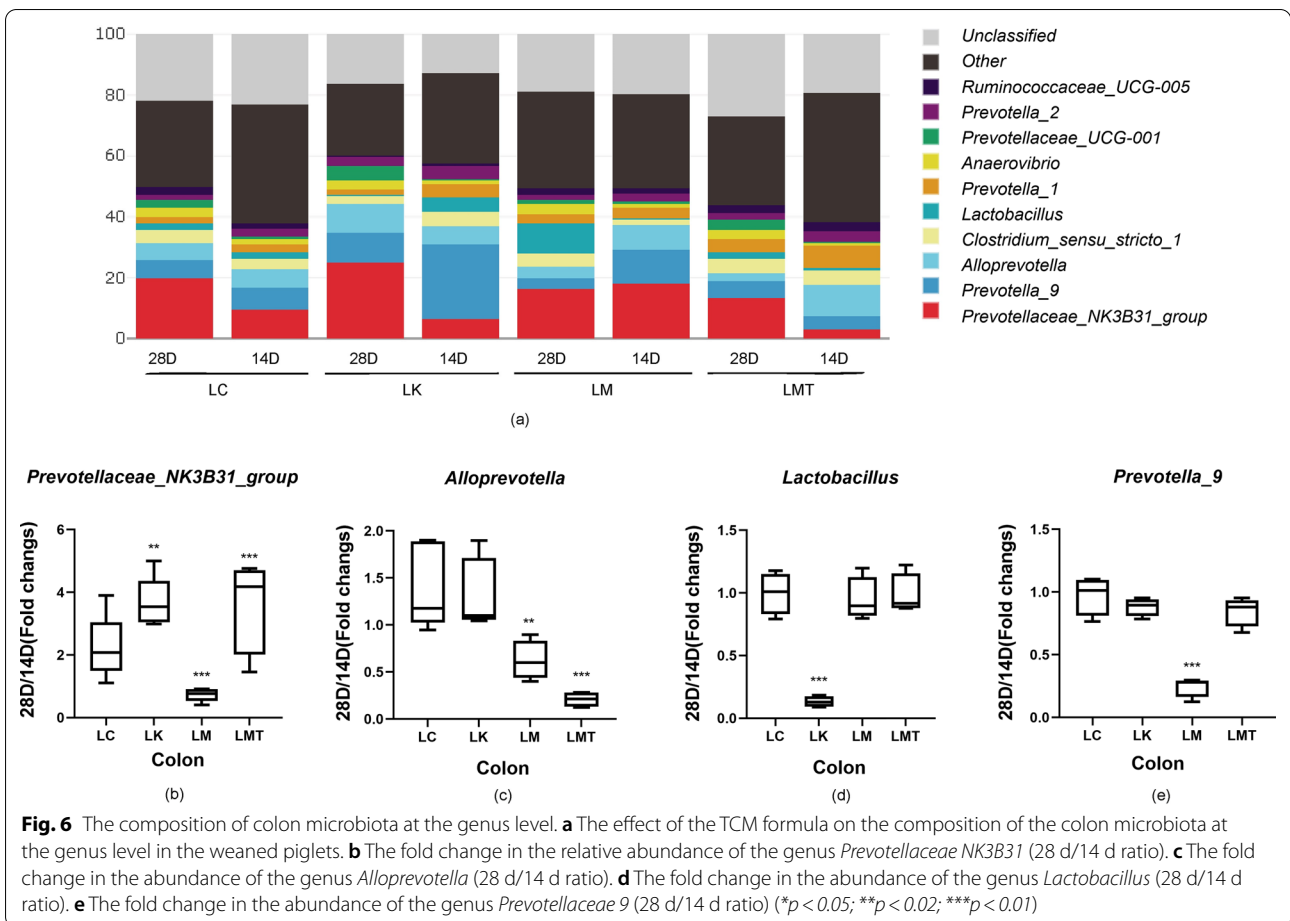 100
80
60
40
20
0
28D 14D 28D 14D 28D 14D 28D 14D
LC LK LM LMT
(a)
Unclassified
Other
Ruminococcaceae_UCG-005
Prevotella_2
Prevotellaceae_UCG-001
Anaerovibrio
Prevotella_1
Lactobacillus
Clostridium_sensu_stricto_1
Alloprevotella
Prevotella_9
Prevotellaceae_NK3B31_group
Prevotellaceae_NK3B31_group
28D/14D(Fold changs)
6
4
2
0
** *** ***
LC LK LM LMT
Colon
(b)
Alloprevotella
28D/14D(Fold changs)
2.0
1.5
1.0
0.5
0.0
** ***
LC LK LM LMT
Colon
(c)
Lactobacillus
28D/14D(Fold changs)
1.5
1.0
0.5
0.0
***
LC LK LM LMT
Colon
(d)
Prevotella_9
28D/14D(Fold changs)
1.5
1.0
0.5
0.0
***
LC LK LM LMT
Colon
(e)
Fig. 6 The composition of colon microbiota at the genus level. a The effect of the TCM formula on the composition of the colon microbiota at
the genus level in the weaned piglets. b The fold change in the relative abundance of the genus Prevotellaceae NK3B31 (28 d/14 d ratio). c The fold
change in the abundance of the genus Alloprevotella (28 d/14 d ratio). d The fold change in the abundance of the genus Lactobacillus (28 d/14 d
ratio). e The fold change in the abundance of the genus Prevotellaceae 9 (28 d/14 d ratio) (*p < 0.05; **p < 0.02; ***p < 0.01)